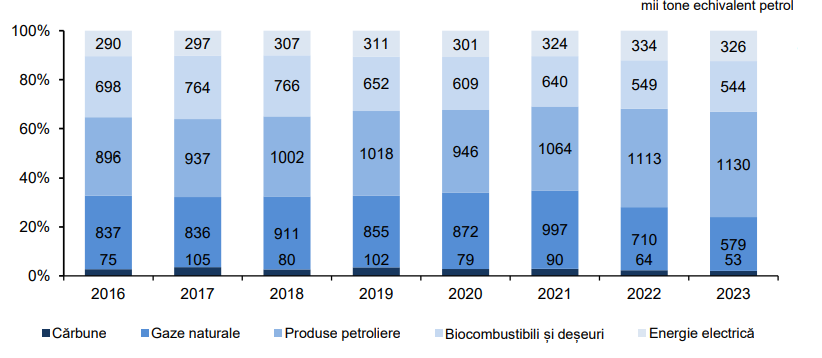 mii tone echivalent petrol
100%
290 297 307 311 301 324 334 326
80%
698 764 766 652 609 640 549 544
60%
896 937 1002 1018 946 1064 1113 1130
40%
20%
837 836 911 855 872 997 710 579
75 105 80 102 79 90 64 53
0%
2016 2017 2018 2019 2020 2021 2022 2023
Cărbune Gaze naturale Produse petroliere Biocombustibili și deșeuri Energie electrică